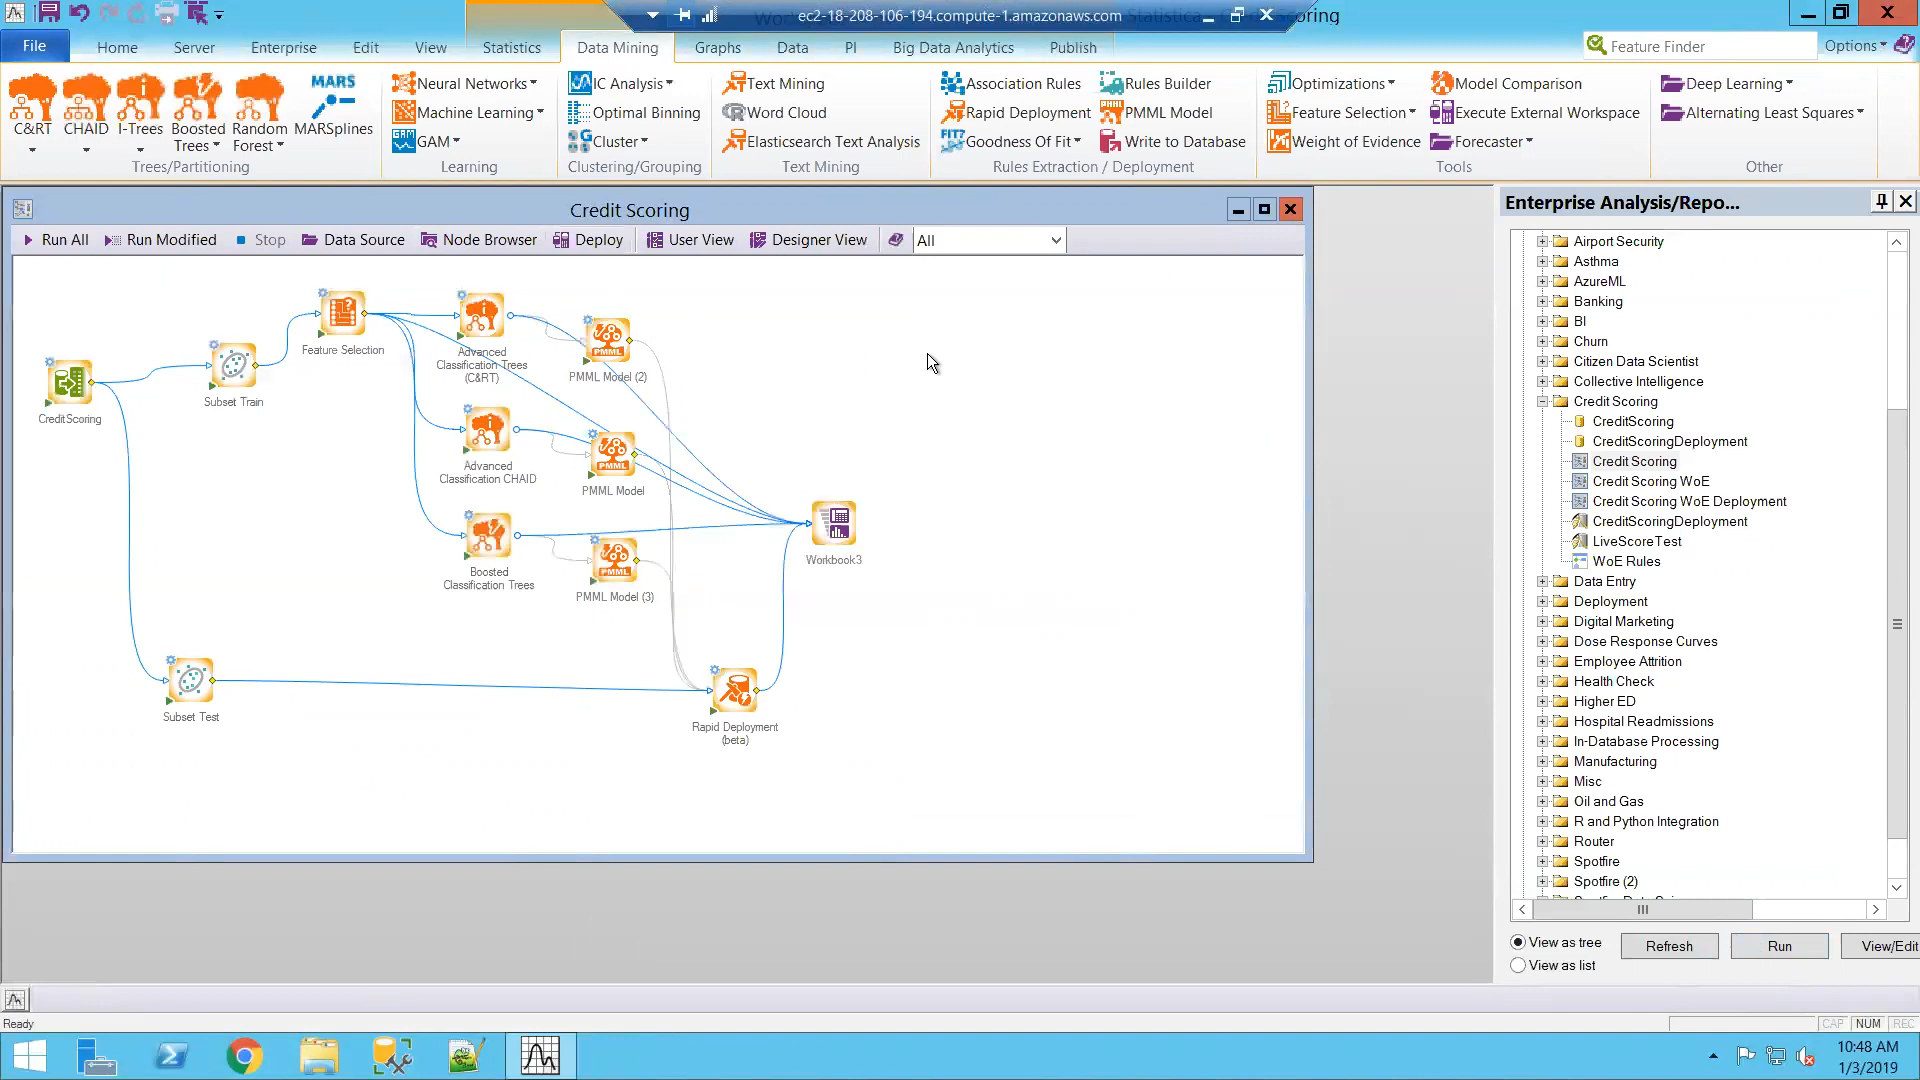 Statistica - Credit Scoring
ec2-18-208-106-194.compute-1.amazonaws.com
File
Home
Server
Enterprise
Edit
View
Statistics
Data Mining
Graphs
Data
PI
Big Data Analytics
Publish
Feature Finder
Options
C&RT
CHAID
I-Trees
Boosted Trees
Random Forest
MARS
MARSplines
Trees/Partitioning
Neural Networks
Machine Learning
GAM
Learning
IC Analysis
Optimal Binning
Cluster
Clustering/Grouping
Text Mining
Word Cloud
Elasticsearch Text Analysis
Text Mining
Association Rules
Rapid Deployment
Goodness Of Fit
Rules Builder
PMML Model
Write to Database
Rules Extraction / Deployment
Optimizations
Feature Selection
Weight of Evidence
Model Comparison
Execute External Workspace
Forecaster
Tools
Deep Learning
Alternating Least Squares
Other
Credit Scoring
Run All
Run Modified
Stop
Data Source
Node Browser
Deploy
User View
Designer View
All
CreditScoring
Subset Train
Feature Selection
Advanced
Classification Trees
(C&RT)
PMML
PMML Model (2)
Advanced
Classification CHAID
PMML
PMML Model
Boosted
Classification Trees
PMML
PMML Model (3)
Workbook3
Subset Test
Rapid Deployment
(beta)
Enterprise Analysis/Repo...
Airport Security
Asthma
AzureML
Banking
BI
Churn
Citizen Data Scientist
Collective Intelligence
Credit Scoring
CreditScoring
CreditScoringDeployment
Credit Scoring
Credit Scoring WoE
Credit Scoring WoE Deployment
CreditScoringDeployment
LiveScoreTest
WoE Rules
Data Entry
Deployment
Digital Marketing
Dose Response Curves
Employee Attrition
Health Check
Higher ED
Hospital Readmissions
In-Database Processing
Manufacturing
Misc
Oil and Gas
R and Python Integration
Router
Spotfire
Spotfire (2)
View as tree
View as list
Refresh
Run
View/Edit
Ready
CAP
NUM
REC
10:48 AM
1/3/2019